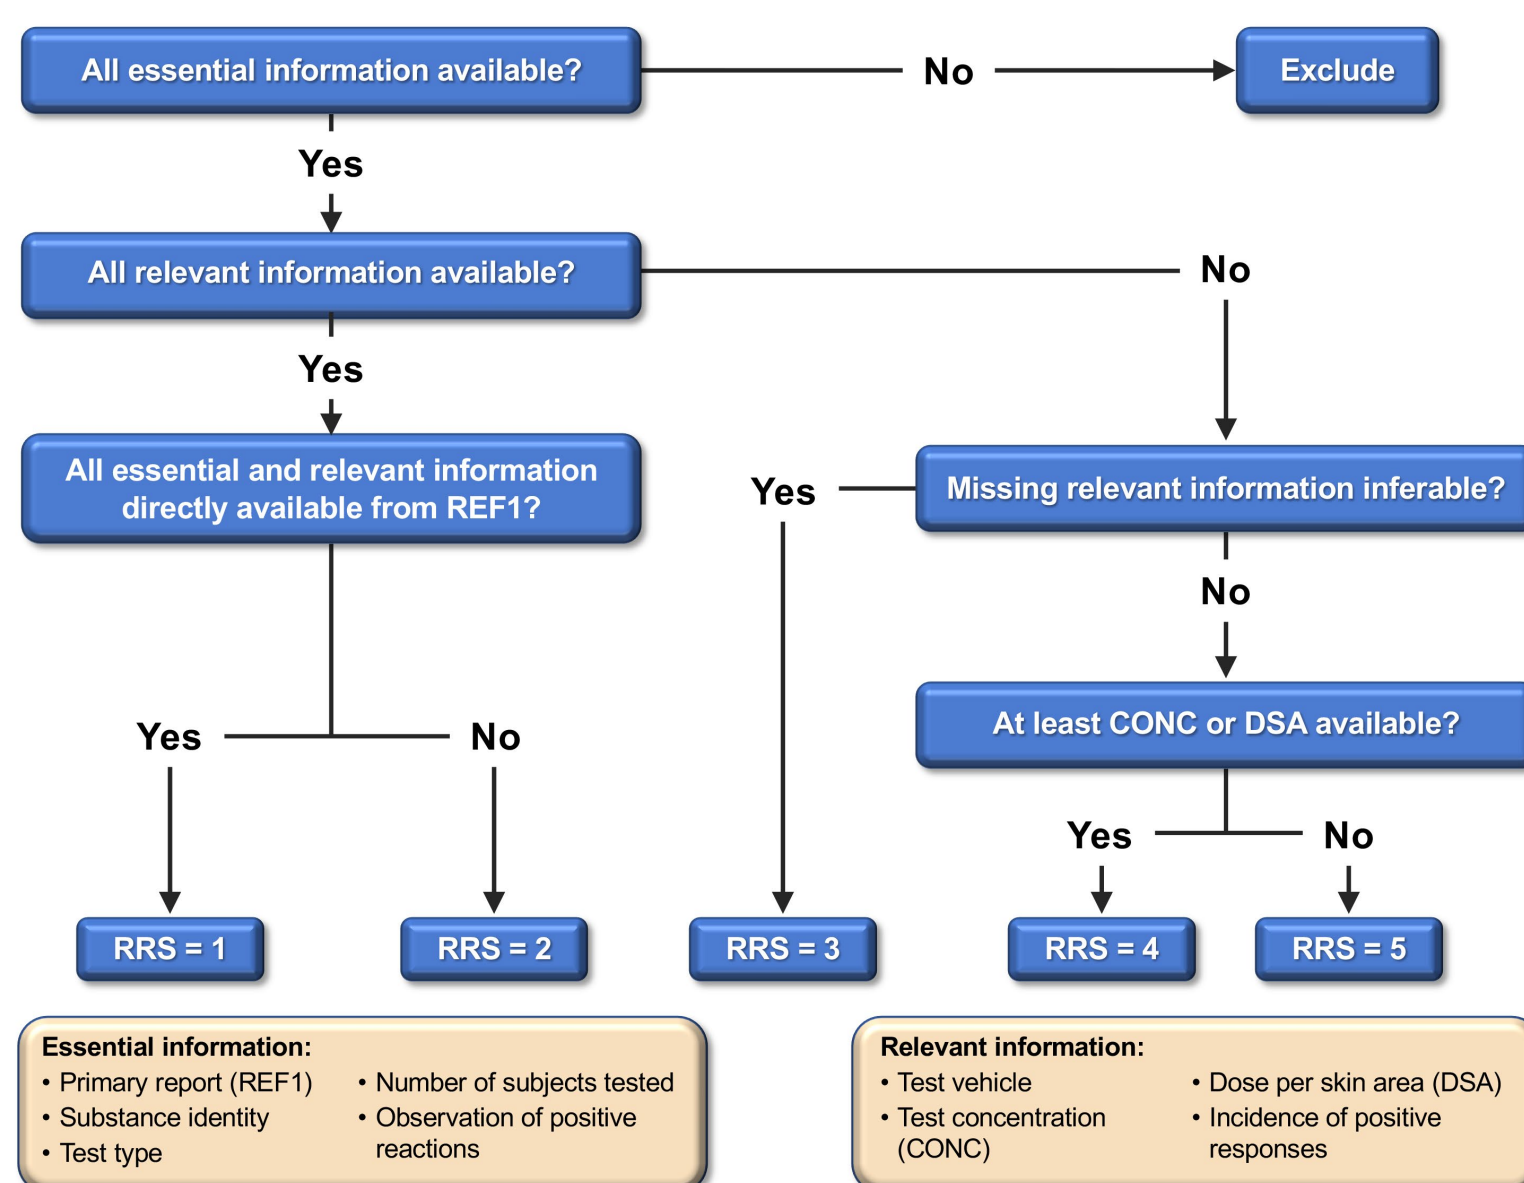 All essential information available?
No
Exclude
Yes
All relevant information available?
No
Yes
All essential and relevant information
directly available from REF1?
Yes
Missing relevant information inferable?
No
At least CONC or DSA available?
Yes
No
Yes
No
RRS = 1
RRS = 2
RRS = 3
RRS = 4
RRS = 5
Essential information:
• Primary report (REF1)
• Substance identity
• Test type
• Number of subjects tested
• Observation of positive
reactions
Relevant information:
• Test vehicle
• Test concentration
(CONC)
• Dose per skin area (DSA)
• Incidence of positive
responses